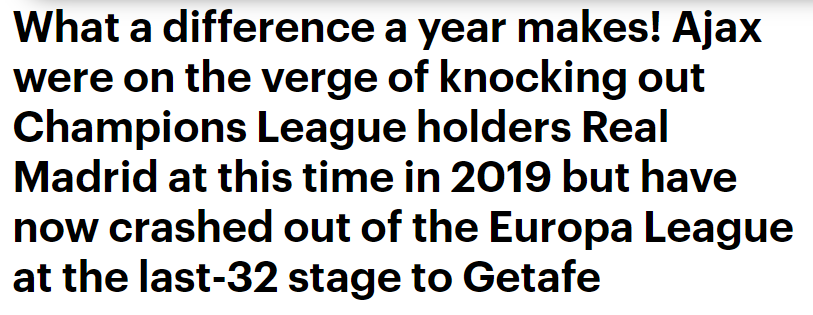 What a difference a year makes! Ajax
were on the verge of knocking out
Champions League holders Real
Madrid at this time in 2019 but have
now crashed out of the Europa League
at the last-32 stage to Getafe